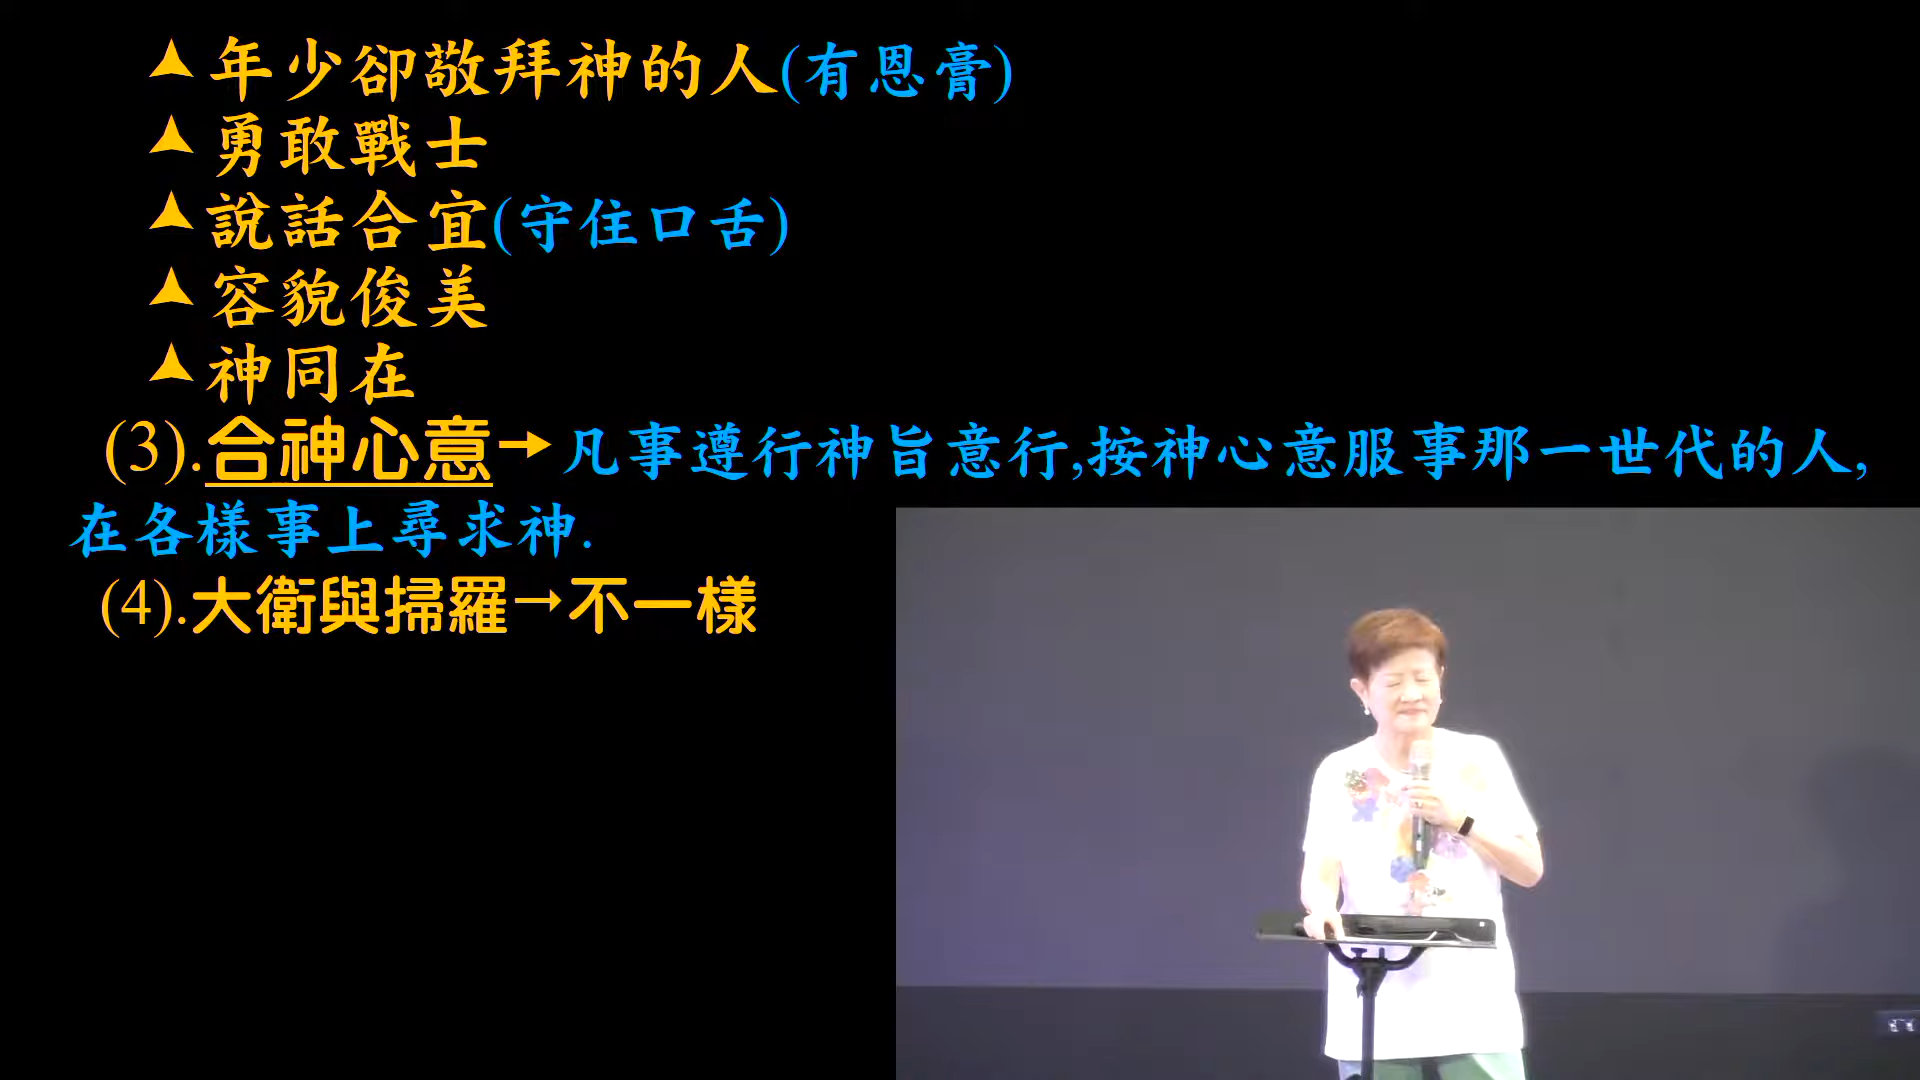 年少卻敬拜神的人(有恩膏)
勇敢戰士
說話合宜(守住口舌)
容貌俊美
神同在
(3).合神心意→凡事遵行神旨意行,按神心意服事那一世代的人,
在各樣事上尋求神.
(4).大衛與掃羅→不一樣